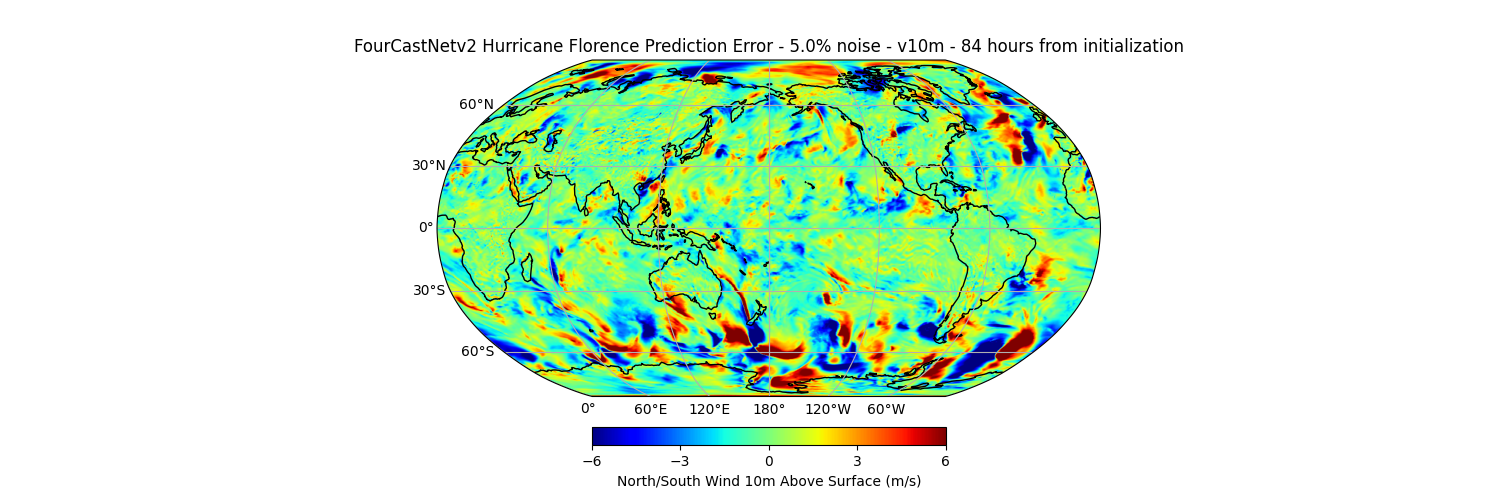 FourCastNetv2 Hurricane Florence Prediction Error - 5.0% noise - v10m - 84 hours from initialization
60°N
30°N
0°
30°S
60°S
0° 60°E 120°E 180° 120°W 60°W
−6 −3 0 3 6
North/South Wind 10m Above Surface (m/s)